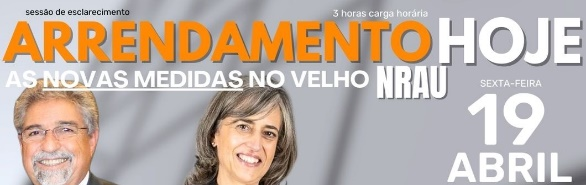 sessão de esclarecimento
3 horas carga horária
ARRENDAMENTO HOJE
AS NOVAS MEDIDAS NO VELHO NRAU
SEXTA-FEIRA
19
ABRIL